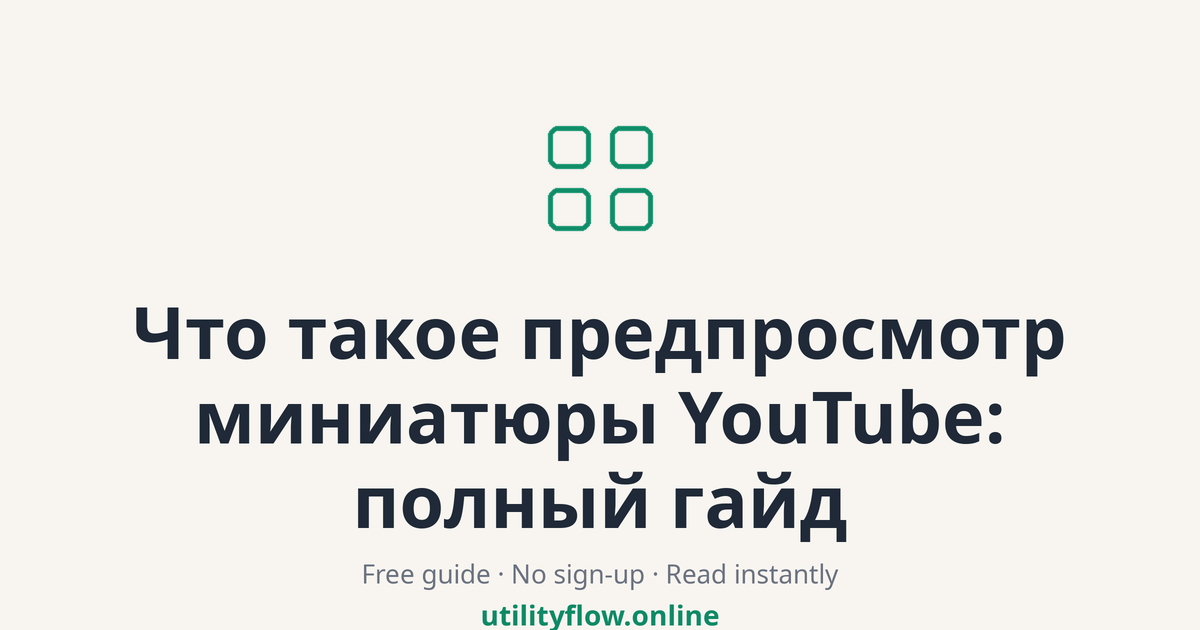 Что такое предпросмотр
миниатюры YouTube:
полный гайд
Free guide · No sign-up · Read instantly
utilityflow.online